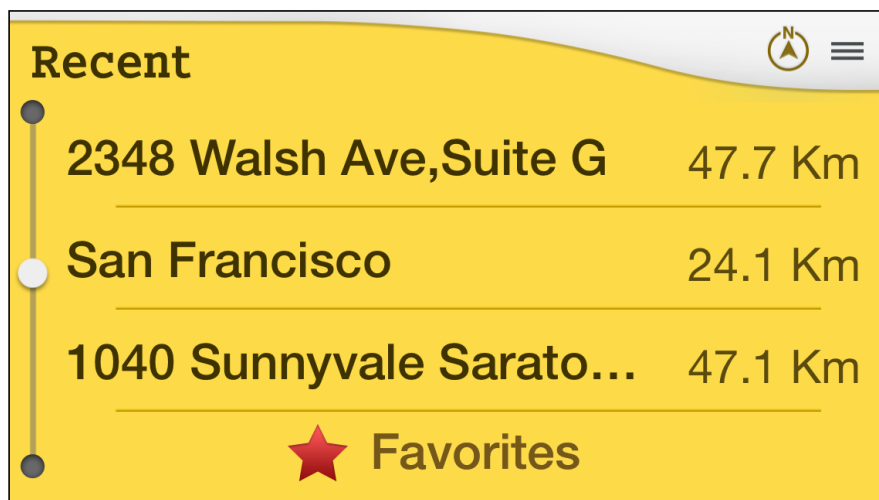 N
Recent
2348 Walsh Ave,Suite G 47.7 Km
San Francisco 24.1 Km
1040 Sunnyvale Sarato... 47.1 Km
Favorites